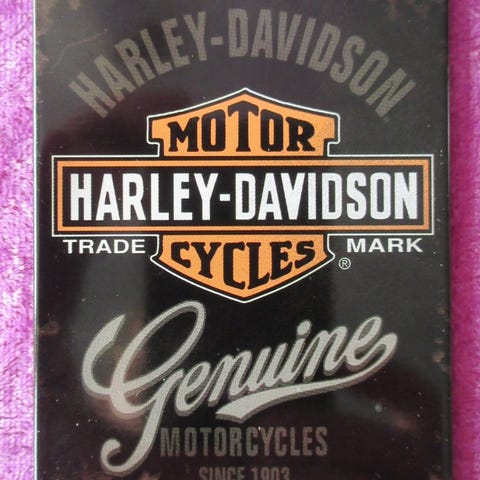 HARLEY-DAVIDSON
MOTOR
HARLEY-DAVIDSON
TRADE MARK
CYCLES ®
Genuine
MOTORCYCLES
SINCE 1903